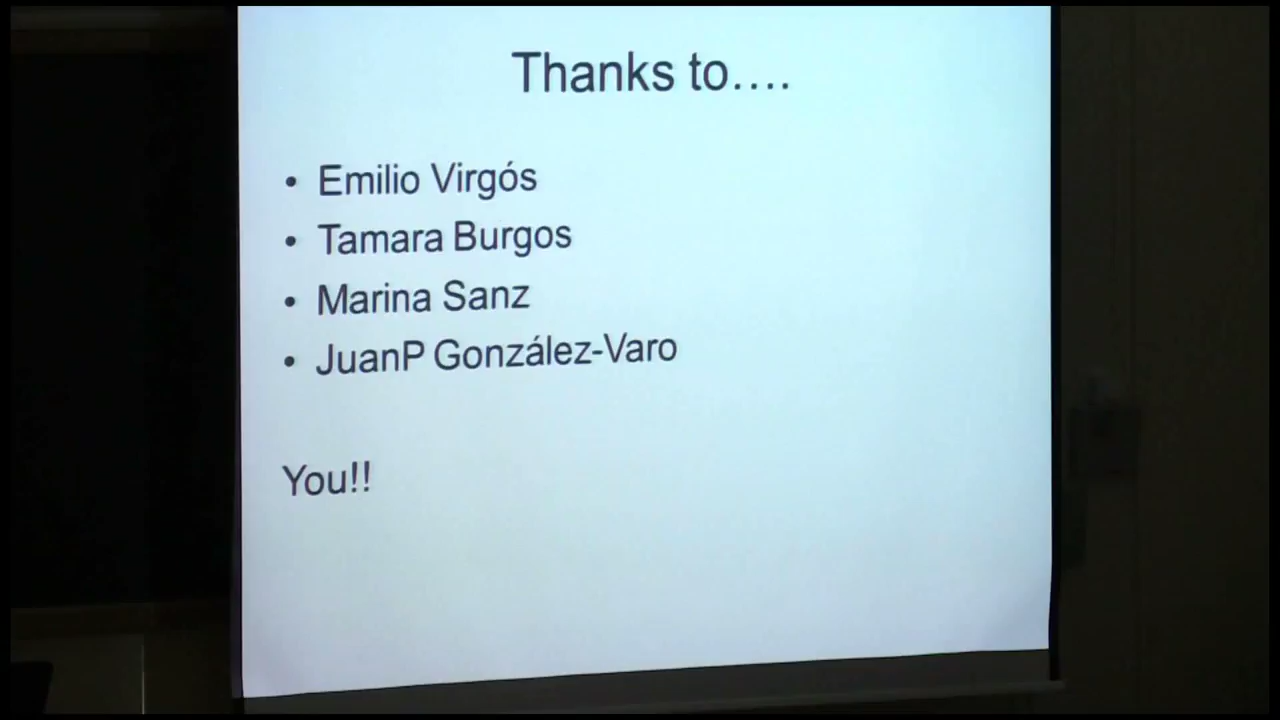 Thanks to....
• Emilio Virgós
• Tamara Burgos
• Marina Sanz
• JuanP González-Varo
You!!